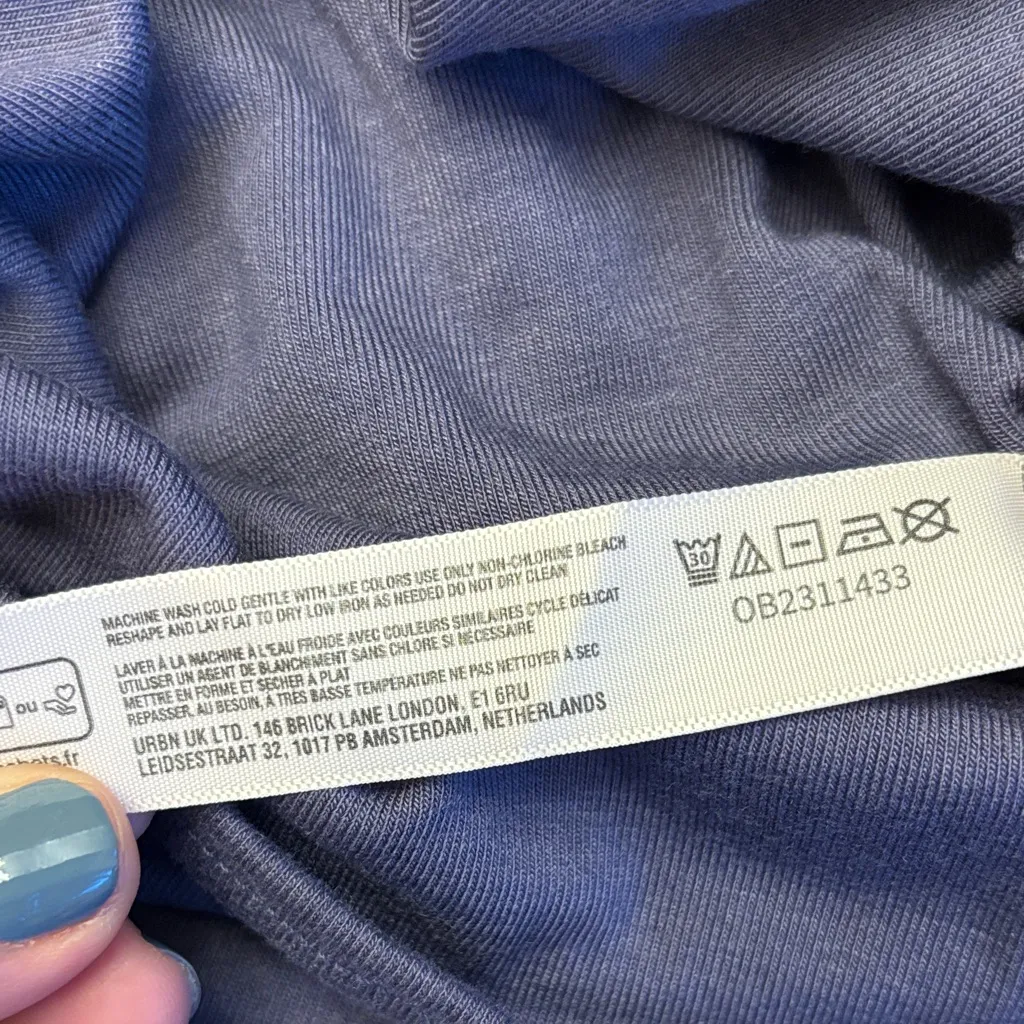 MACHINE WASH COLD GENTLE WITH LIKE COLORS USE ONLY NON-CHLORINE BLEACH
RESHAPE AND LAY FLAT TO DRY LOW IRON AS NEEDED DO NOT DRY CLEAN
LAVER À LA MACHINE À L'EAU FROIDE AVEC COULEURS SIMILAIRES CYCLE DÉLICAT
UTILISER UN AGENT DE BLANCHIMENT SANS CHLORE SI NÉCESSAIRE
METTRE EN FORME ET SÉCHER À PLAT
REPASSER, AU BESOIN, À TRÈS BASSE TEMPÉRATURE NE PAS NETTOYER À SEC
URBN UK LTD. 146 BRICK LANE LONDON, E1 6RU
LEIDSESTRAAT 32, 1017 PB AMSTERDAM, NETHERLANDS
30
OB2311433
ou